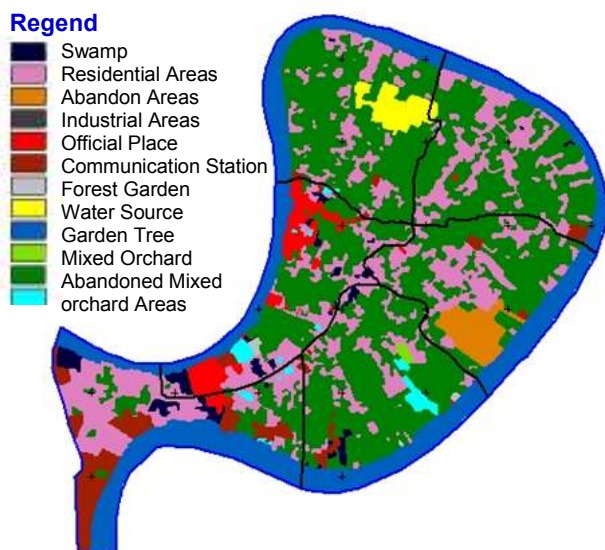 Regend
Swamp
Residential Areas
Abandon Areas
Industrial Areas
Official Place
Communication Station
Forest Garden
Water Source
Garden Tree
Mixed Orchard
Abandoned Mixed
orchard Areas